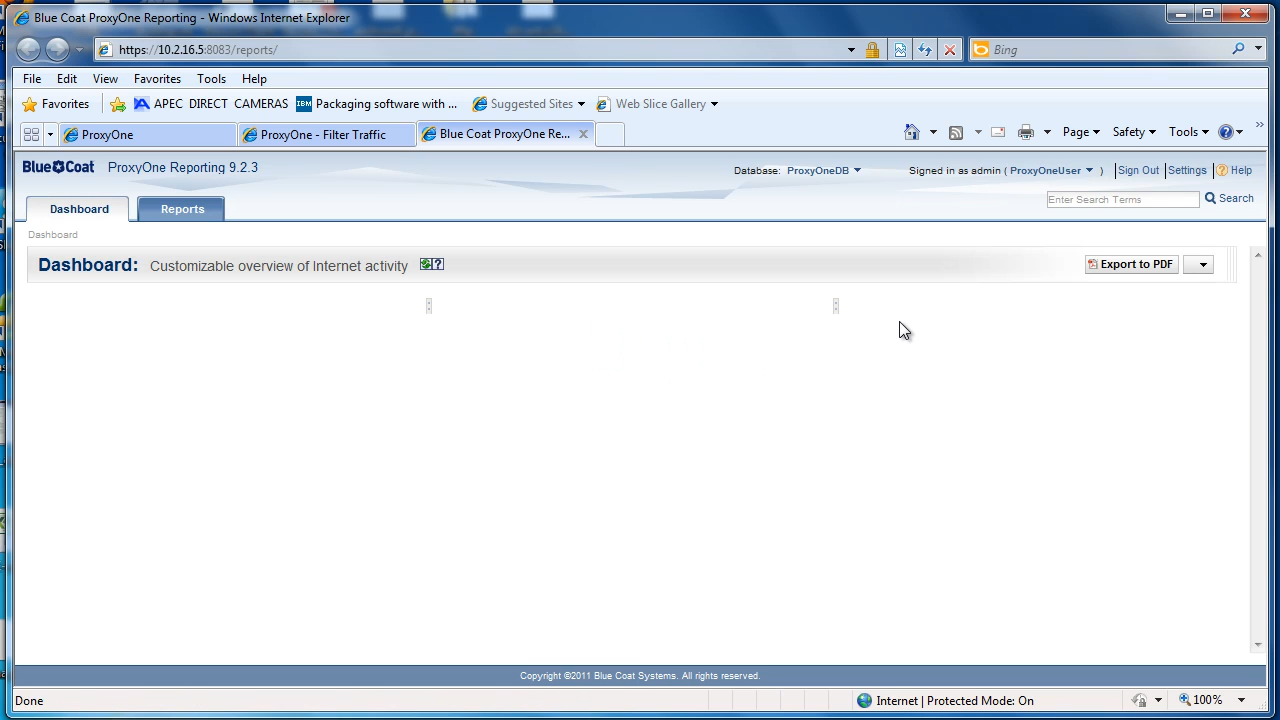 Blue Coat ProxyOne Reporting - Windows Internet Explorer
https://10.2.16.5:8083/reports/
Bing
File Edit View Favorites Tools Help
Favorites APEC DIRECT CAMERAS IBM Packaging software with ... Suggested Sites Web Slice Gallery
ProxyOne ProxyOne - Filter Traffic Blue Coat ProxyOne Re... Page Safety Tools
Blue Coat ProxyOne Reporting 9.2.3
Database: ProxyOneDB Signed in as admin ( ProxyOneUser ) Sign Out Settings Help
Enter Search Terms Search
Dashboard Reports
Dashboard
Dashboard: Customizable overview of Internet activity Export to PDF
Copyright ©2011 Blue Coat Systems. All rights reserved.
Done Internet | Protected Mode: On 100%